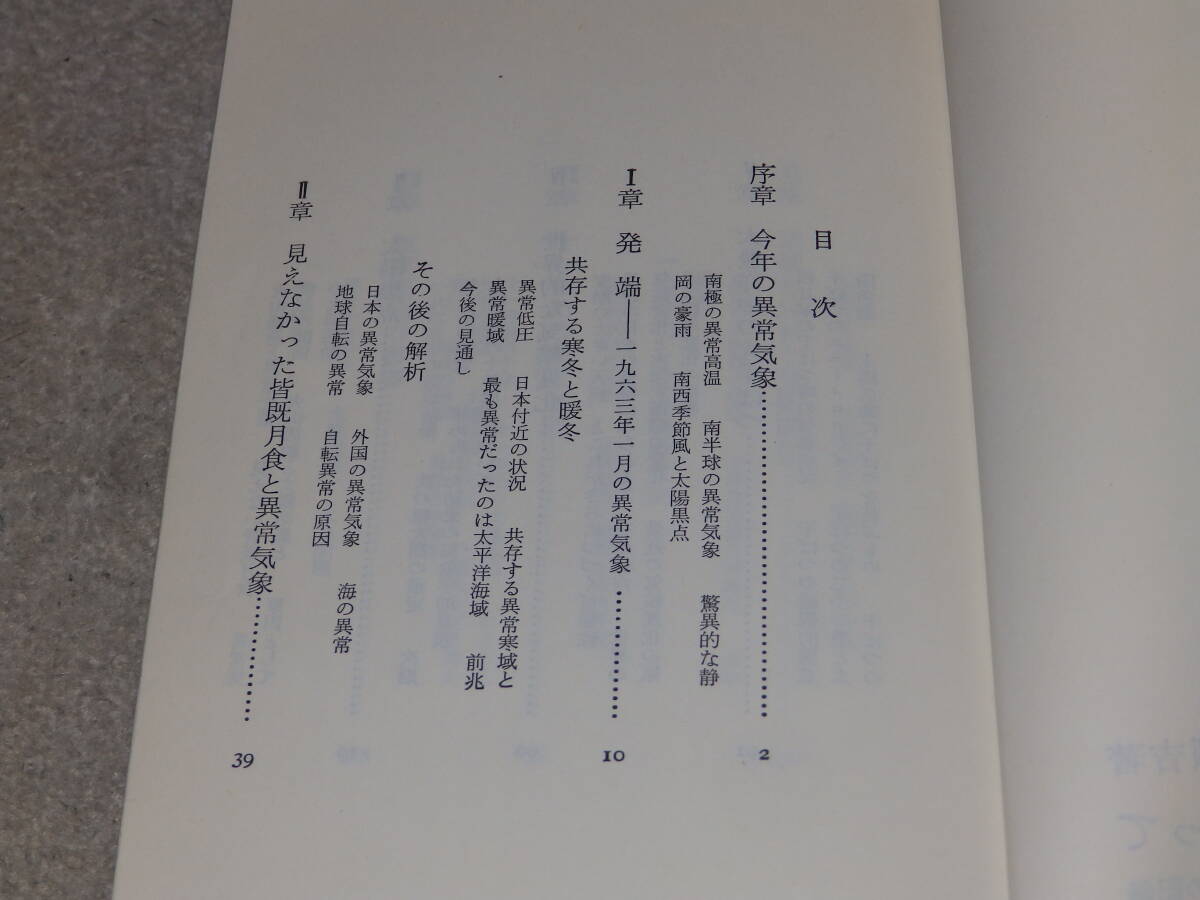 目次
序章　今年の異常気象……………………………2
南極の異常高温　南半球の異常気象　驚異的な静
岡の豪雨　南西季節風と太陽黒点
Ⅰ章　発　端――一九六三年一月の異常気象…………10
共存する寒冬と暖冬
異常低圧　日本付近の状況　共存する異常寒域と
異常暖域　最も異常だったのは太平洋海域　前兆
今後の見通し
その後の解析
日本の異常気象　外国の異常気象　海の異常
地球自転の異常　自転異常の原因
Ⅱ章　見えなかった皆既月食と異常気象…………39